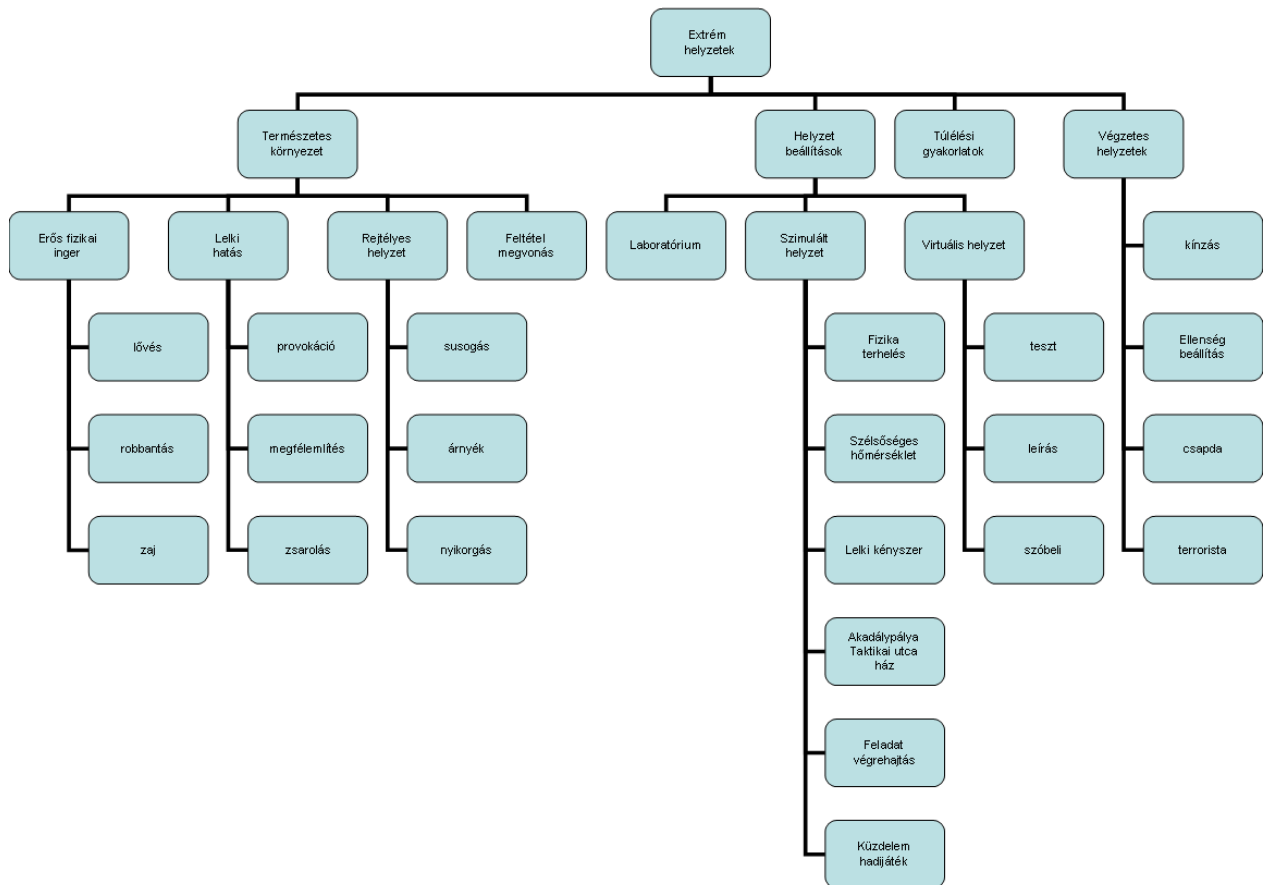 Extrém
helyzetek
Természetes
környezet
Helyzet
beállítások
Túlélési
gyakorlatok
Végzetes
helyzetek
Erős fizikai
inger
Lelki
hatás
Rejtélyes
helyzet
Feltétel
megvonás
Laboratórium
Szimulált
helyzet
Virtuális helyzet
kínzás
lővés
provokáció
susogás
Fizika
terhelés
teszt
Ellenség
beállítás
robbantás
megfélemlítés
árnyék
Szélsőséges
hőmérséklet
leírás
csapda
zaj
zsarolás
nyikorgás
Lelki kényszer
szóbeli
terrorista
Akadálypálya
Taktikai utca
ház
Feladat
végrehajtás
Küzdelem
hadijáték